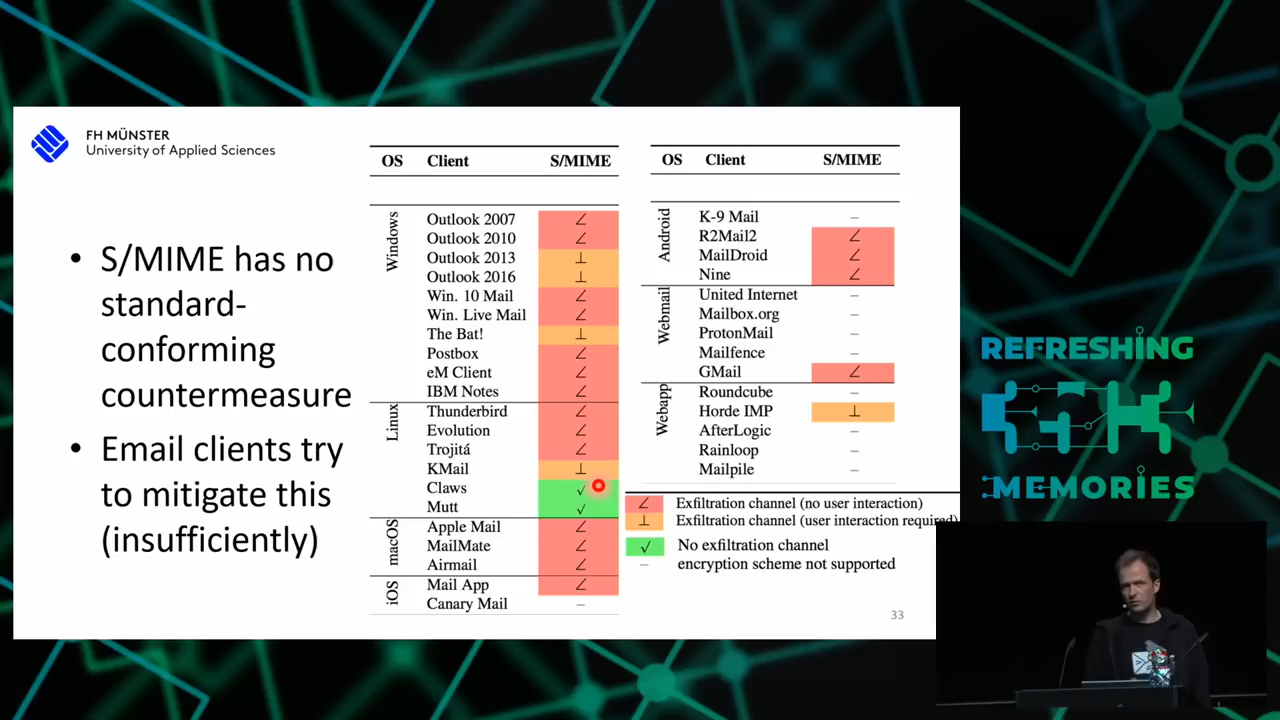 FH MÜNSTER
University of Applied Sciences
• S/MIME has no
standard-
conforming
countermeasure
• Email clients try
to mitigate this
(insufficiently)
OS Client S/MIME
Windows
Outlook 2007 ∠
Outlook 2010 ∠
Outlook 2013 ⊥
Outlook 2016 ⊥
Win. 10 Mail ∠
Win. Live Mail ∠
The Bat! ⊥
Postbox ∠
eM Client ∠
IBM Notes ∠
Linux
Thunderbird ∠
Evolution ∠
Trojitá ∠
KMail ⊥
Claws √
Mutt √
macOS
Apple Mail ∠
MailMate ∠
Airmail ∠
iOS
Mail App ∠
Canary Mail –
OS Client S/MIME
Android
K-9 Mail –
R2Mail2 ∠
MailDroid ∠
Nine ∠
Webmail
United Internet –
Mailbox.org –
ProtonMail –
Mailfence –
GMail ∠
Webapp
Roundcube –
Horde IMP ⊥
AfterLogic –
Rainloop –
Mailpile –
∠ Exfiltration channel (no user interaction)
⊥ Exfiltration channel (user interaction required)
√ No exfiltration channel
– encryption scheme not supported
33
REFRESHING
MEMORIES